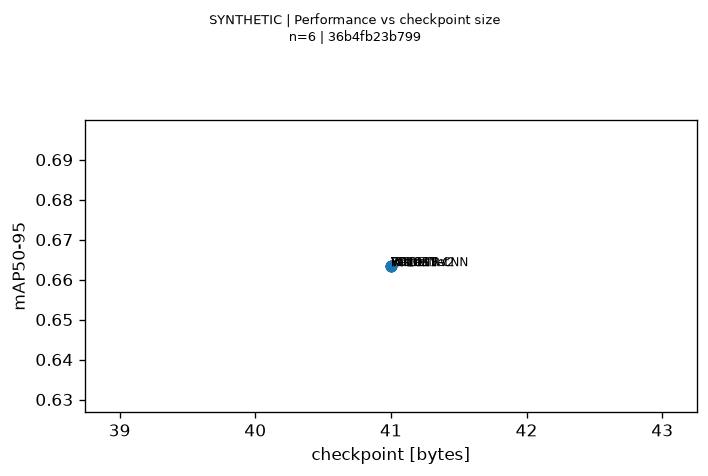 SYNTHETIC | Performance vs checkpoint size
n=6 | 36b4fb23b799
0.69
0.68
0.67
0.66
0.65
0.64
0.63
mAP50-95
39 40 41 42 43
checkpoint [bytes]